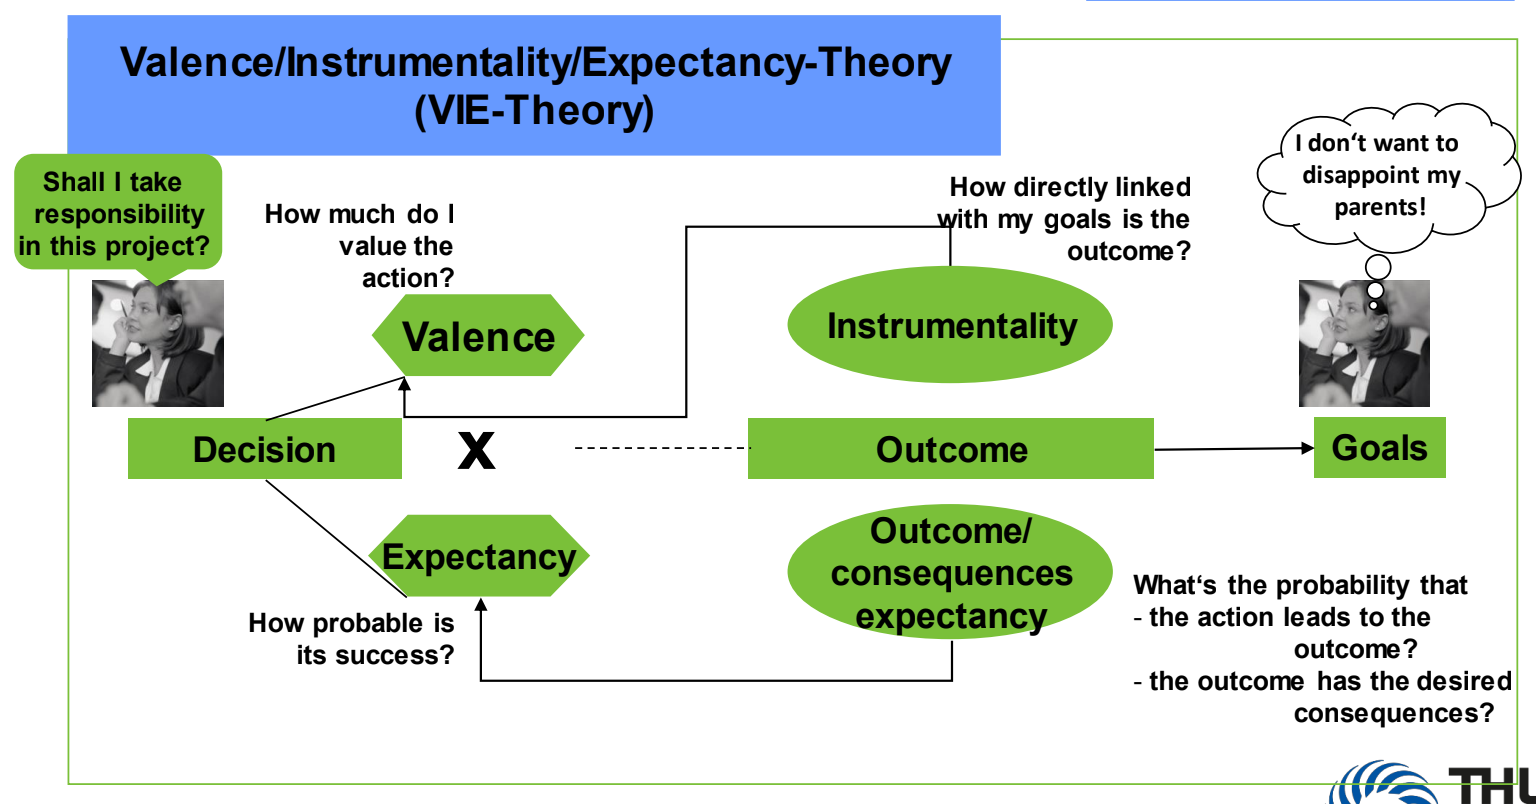 Valence/Instrumentality/Expectancy-Theory
(VIE-Theory)
Shall I take
responsibility
in this project?
How much do I
value the
action?
How directly linked
with my goals is the
outcome?
I don‘t want to
disappoint my
parents!
Valence
Instrumentality
Decision
x
Outcome
Goals
Expectancy
Outcome/
consequences
expectancy
How probable is
its success?
What‘s the probability that
- the action leads to the
outcome?
- the outcome has the desired
consequences?